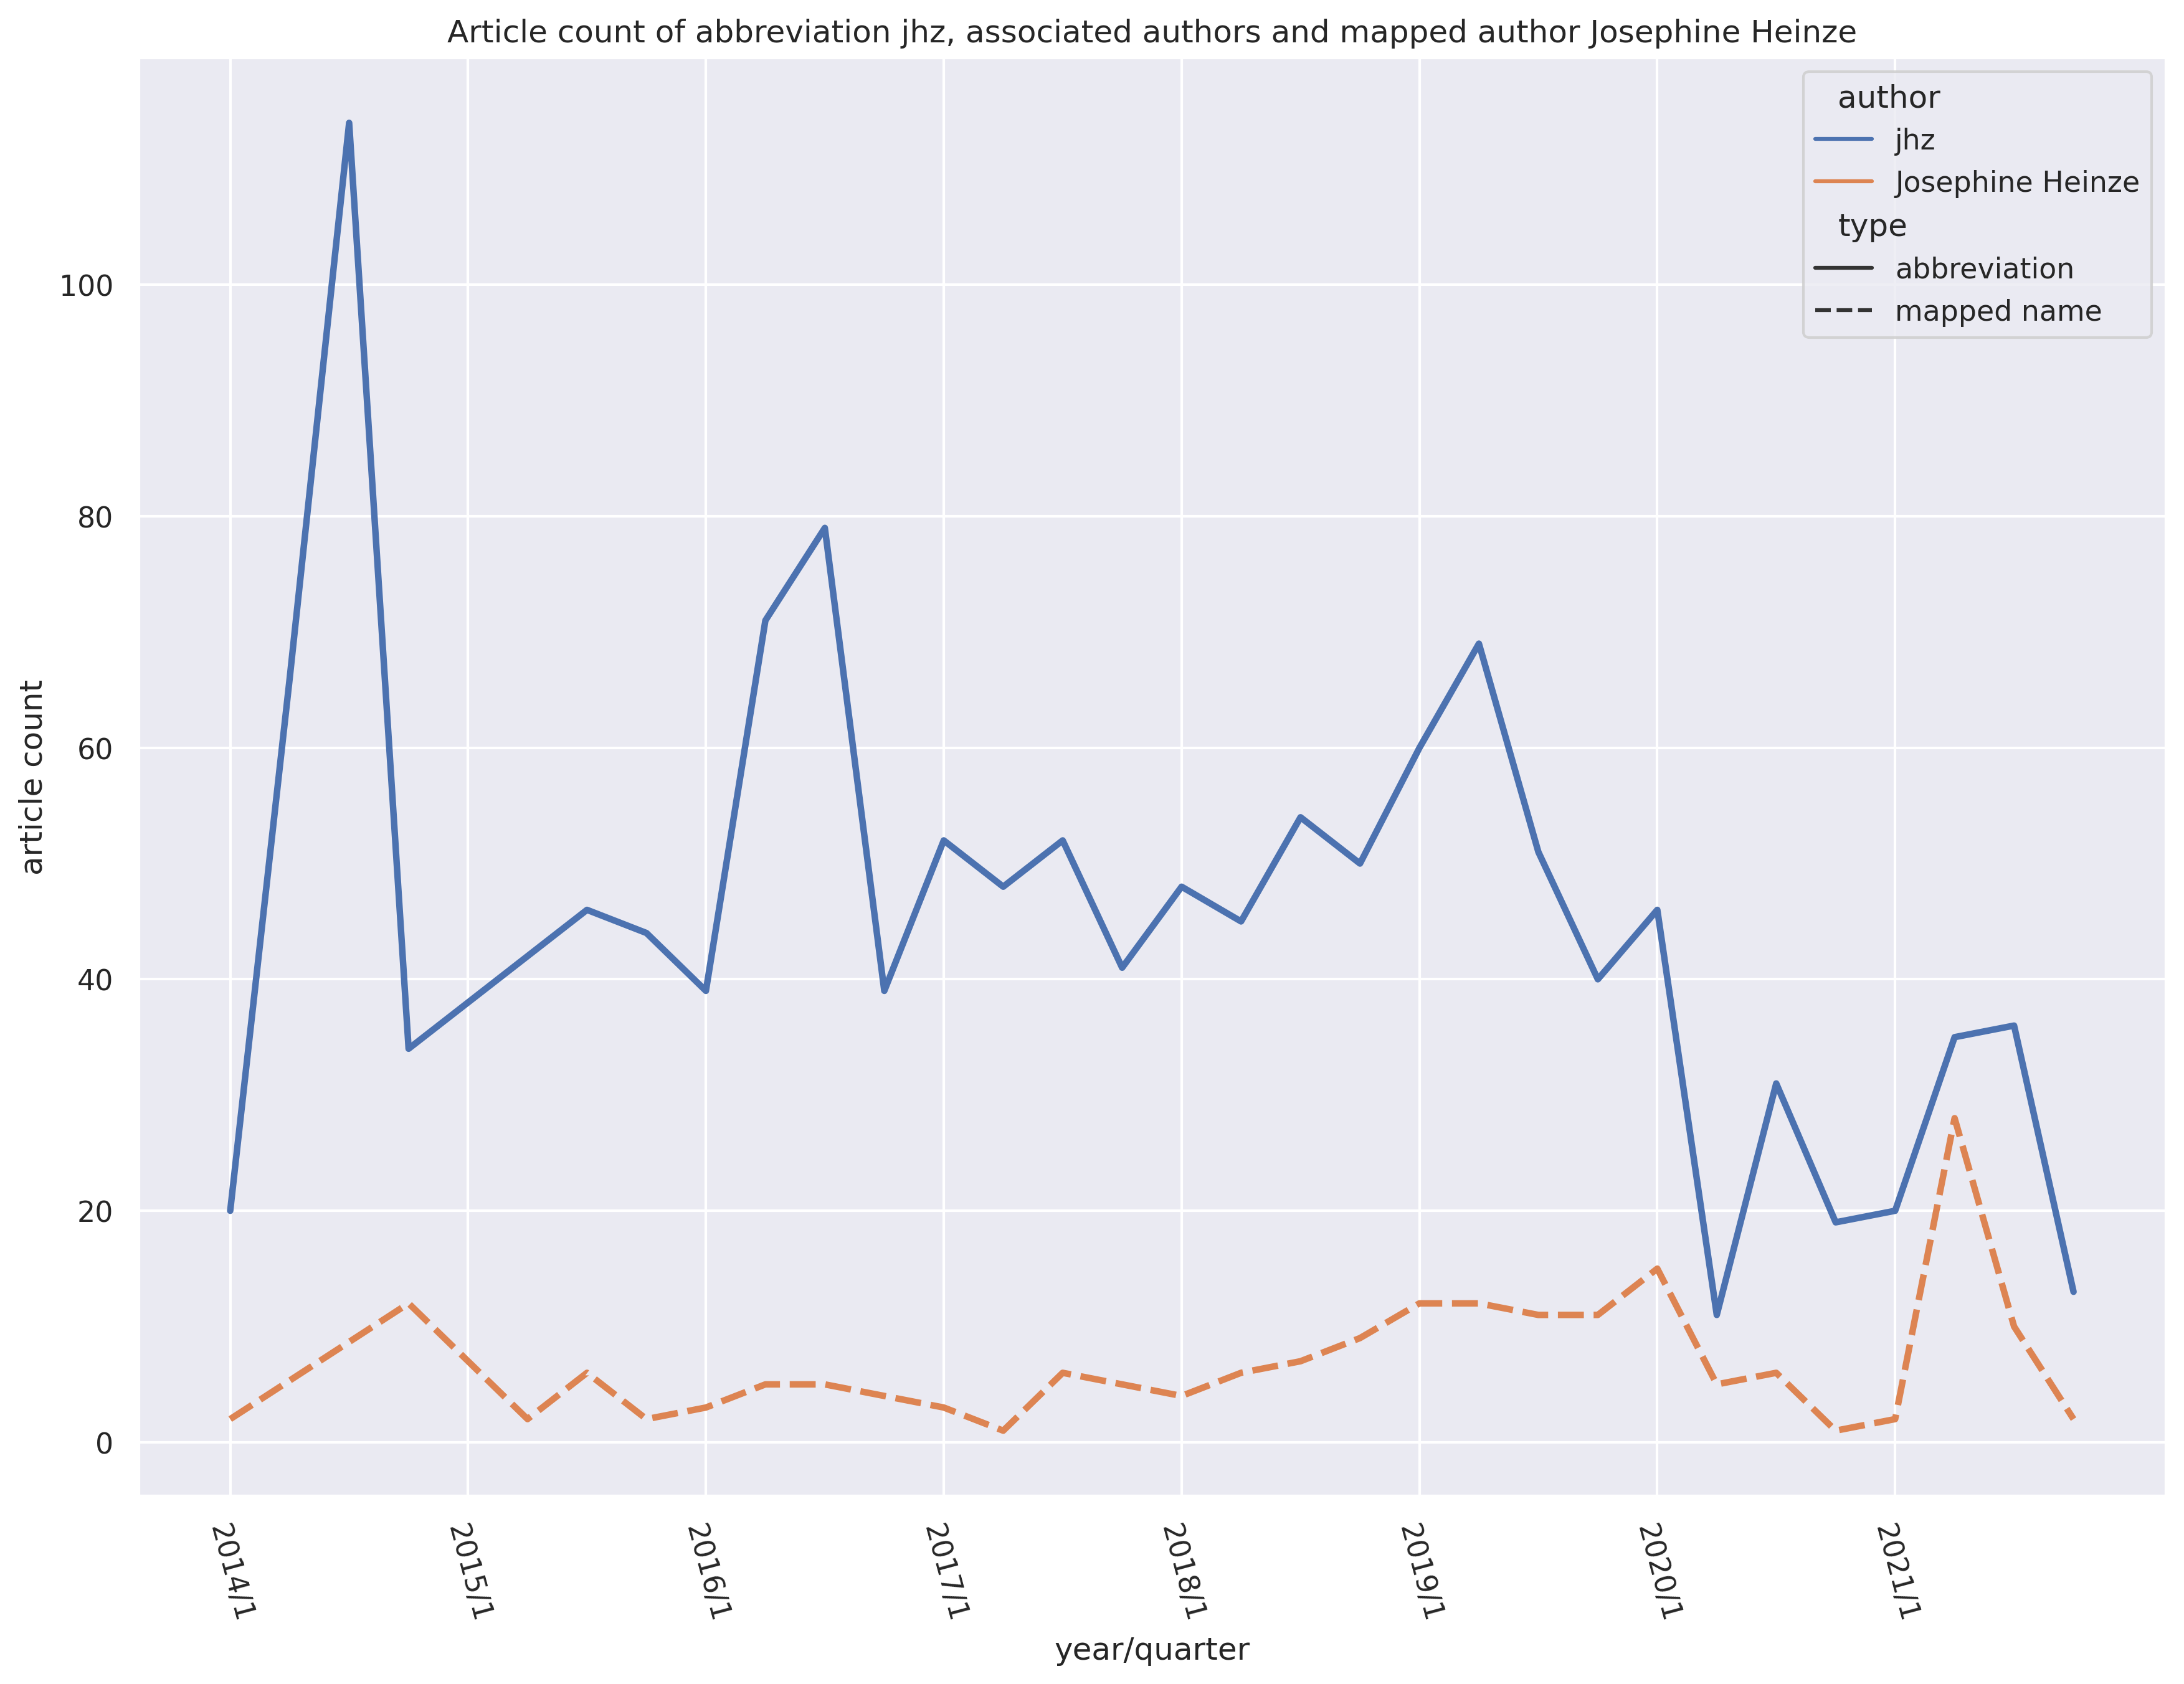 Article count of abbreviation jhz, associated authors and mapped author Josephine Heinze
author
jhz
Josephine Heinze
type
abbreviation
mapped name
article count
100
80
60
40
20
0
2014/1
2015/1
2016/1
2017/1
2018/1
2019/1
2020/1
2021/1
year/quarter